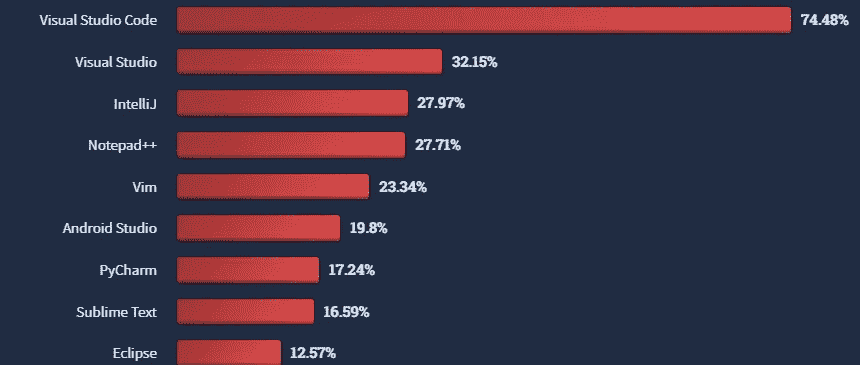 Visual Studio Code 74.48%
Visual Studio 32.15%
IntelliJ 27.97%
Notepad++ 27.71%
Vim 23.34%
Android Studio 19.8%
PyCharm 17.24%
Sublime Text 16.59%
Eclipse 12.57%